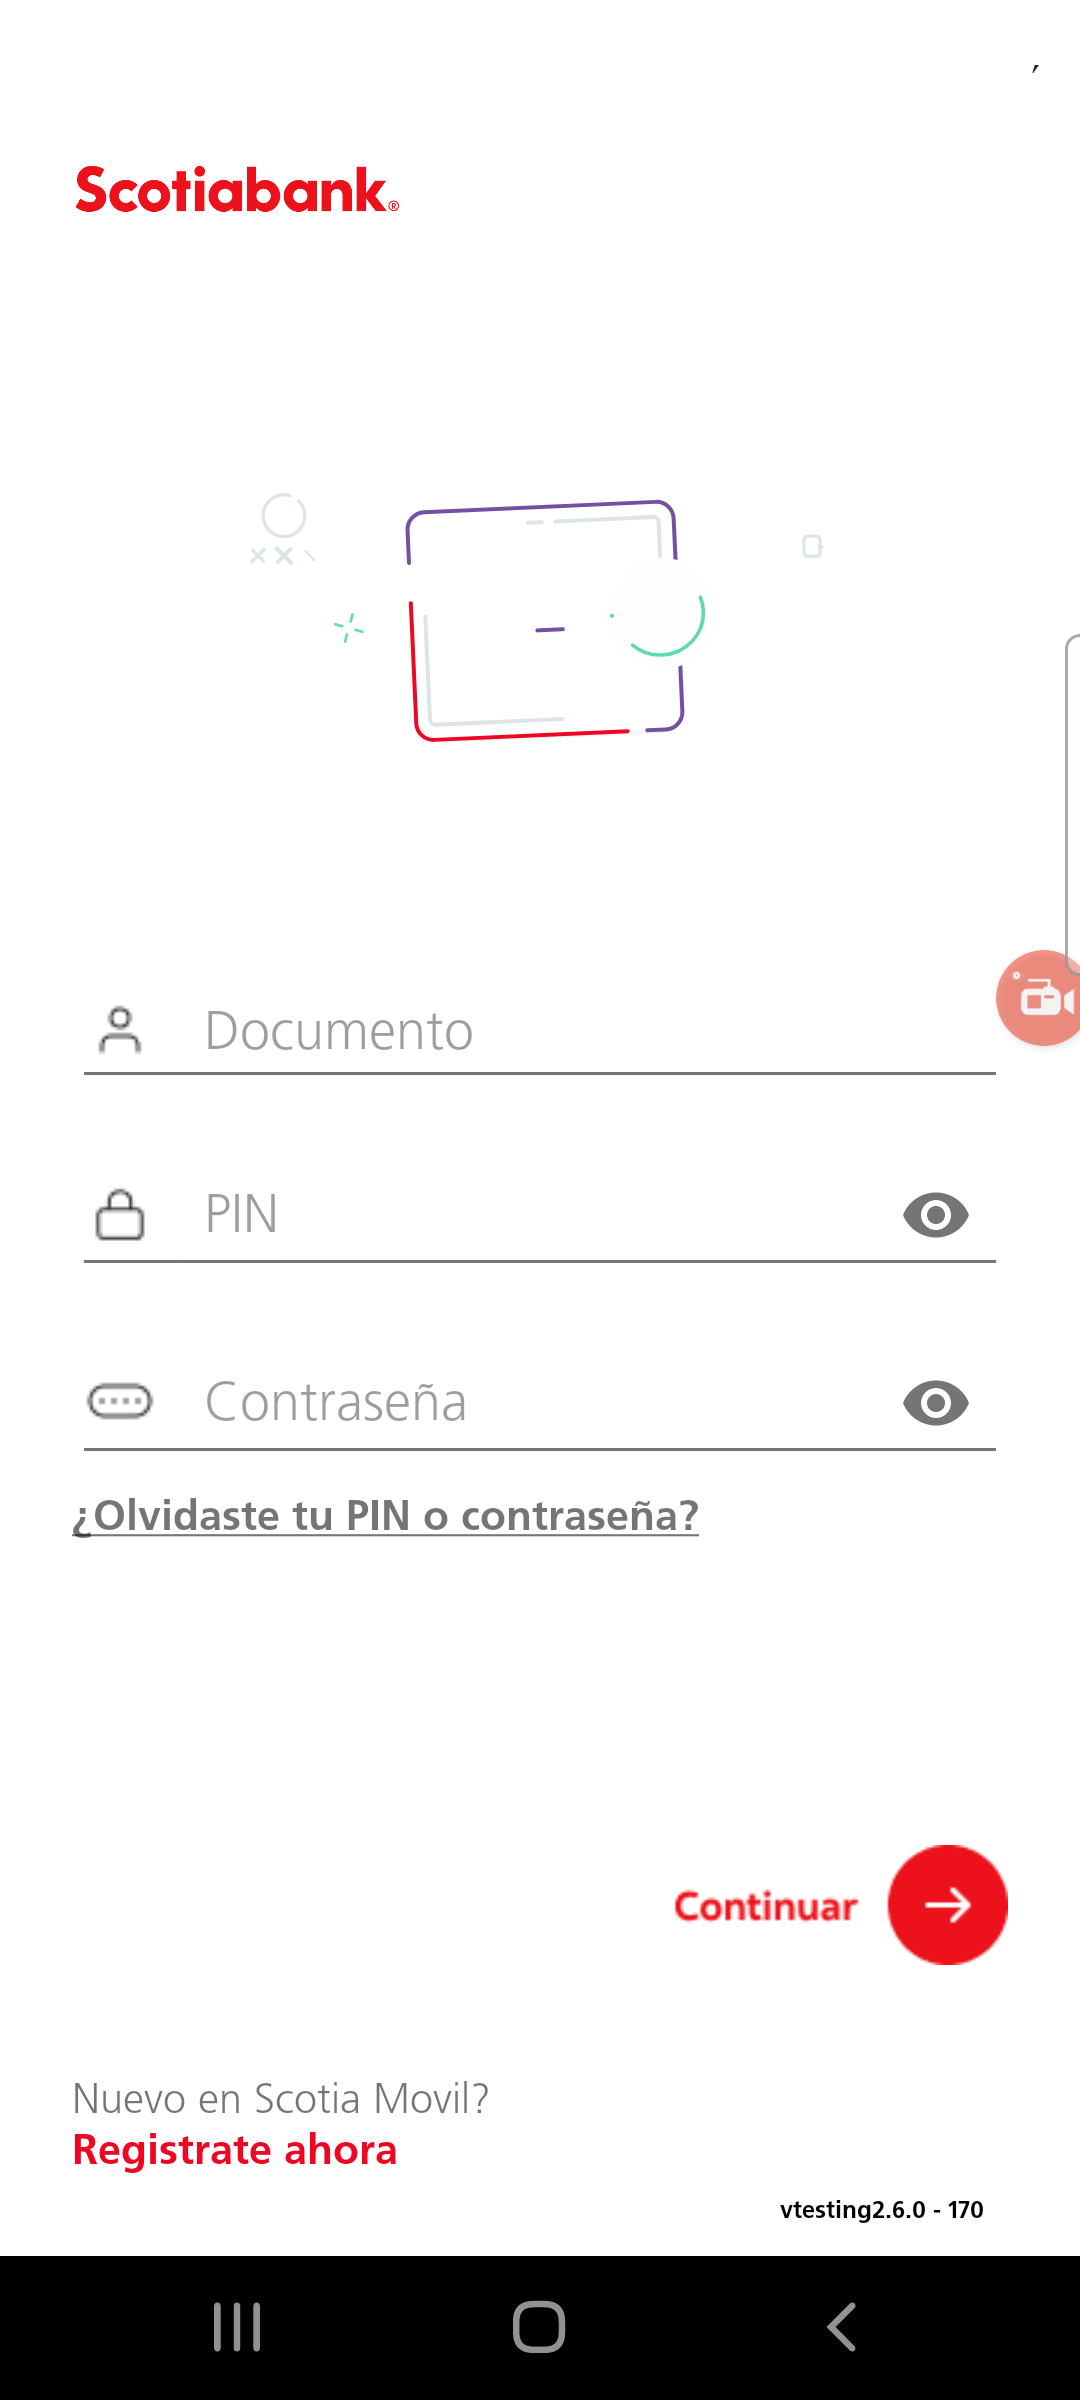 Scotiabank®
Documento
PIN
Contraseña
¿Olvidaste tu PIN o contraseña?
Continuar
Nuevo en Scotia Movil?
Registrate ahora
vtesting2.6.0 - 170